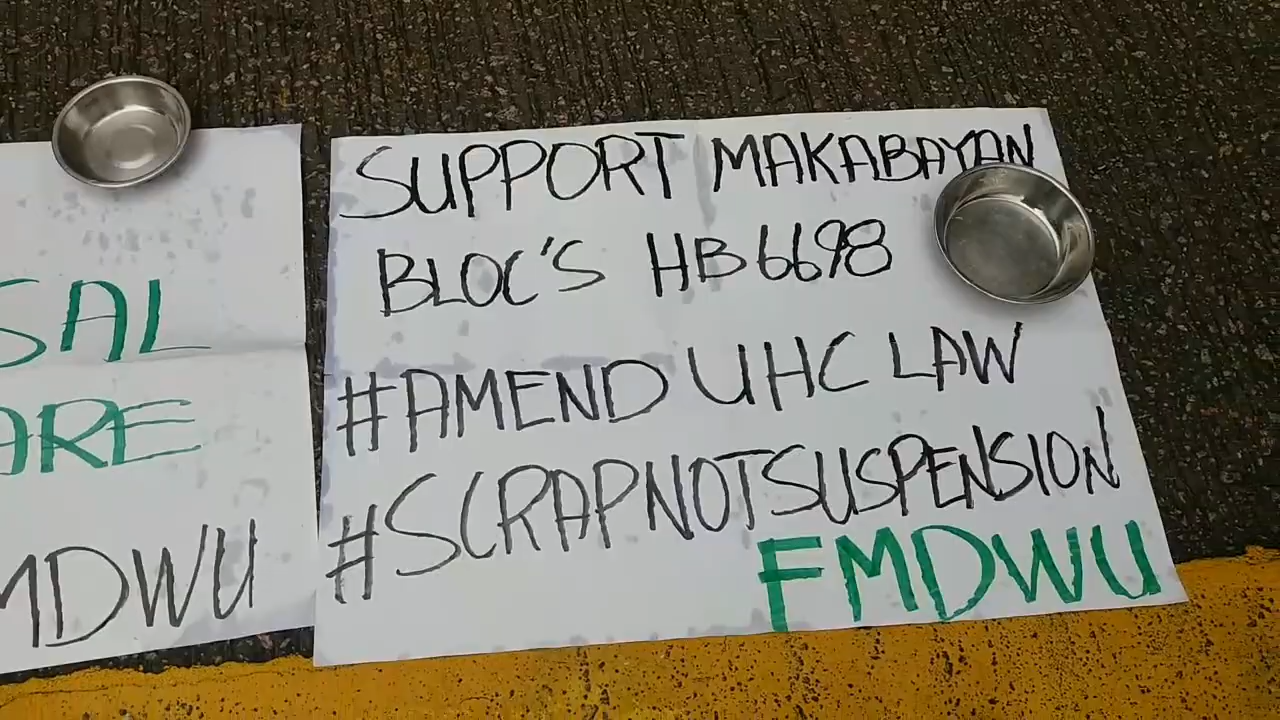 SAL
ARE
MDWU
SUPPORT MAKABAYAN
BLOC'S HB6698
#AMEND UHC LAW
#SCRAPNOTSUSPENSION
FMDWU